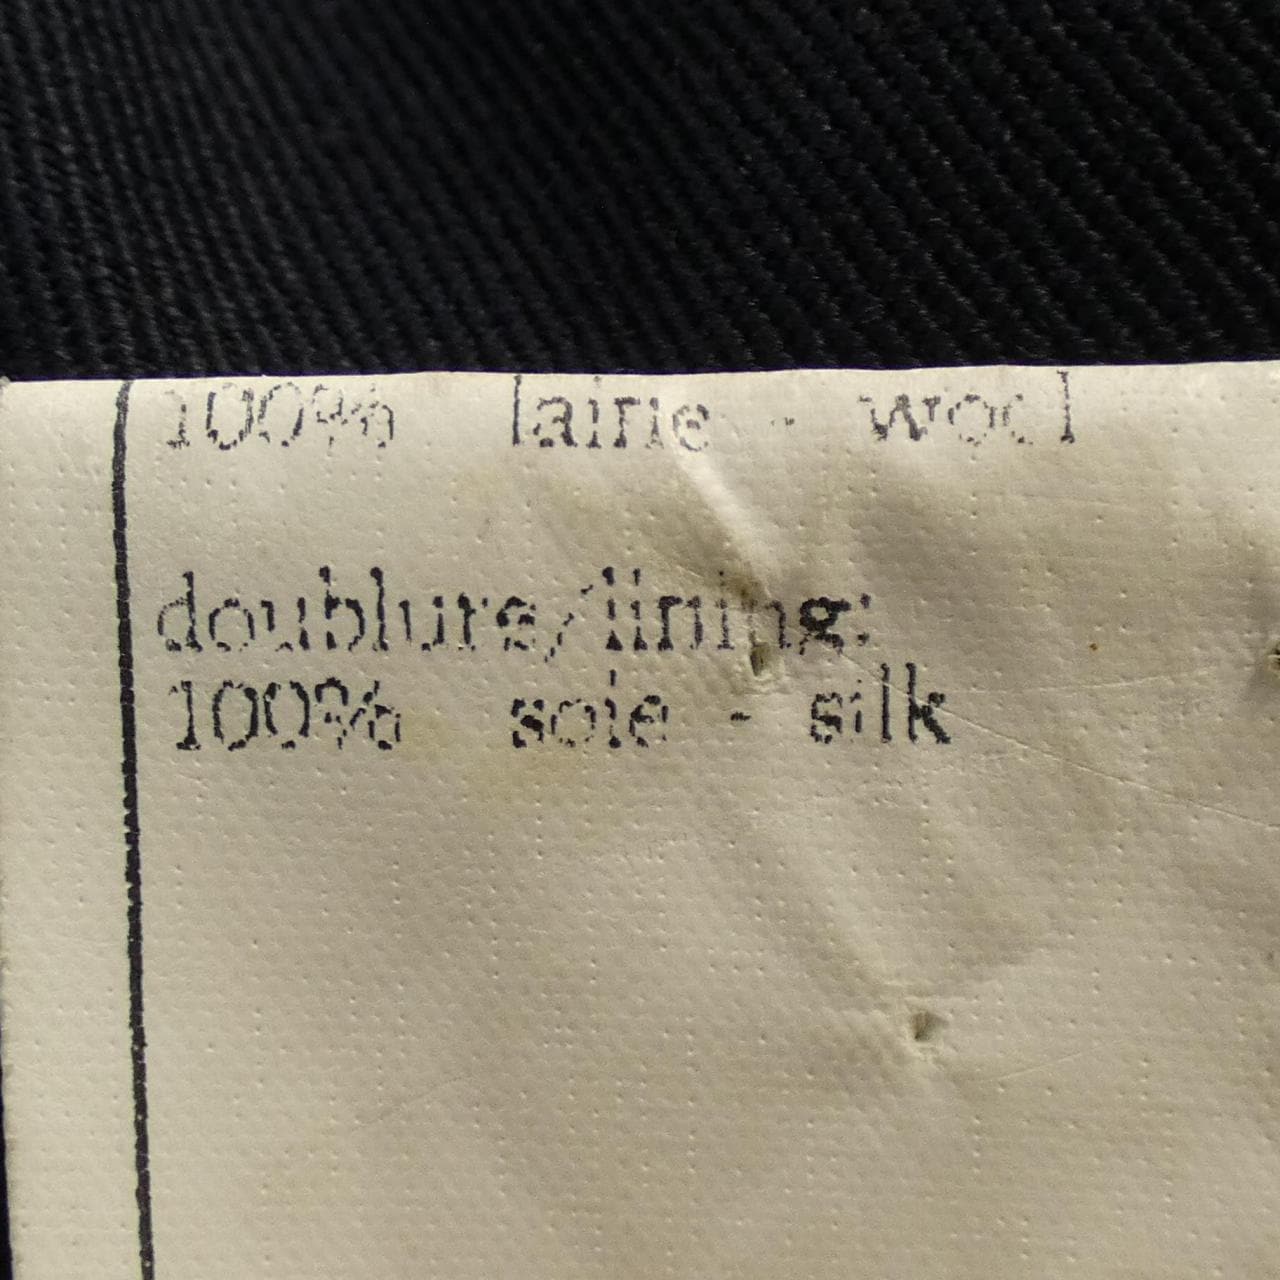 100% laine - wool
doublure/lining:
100% soie - silk